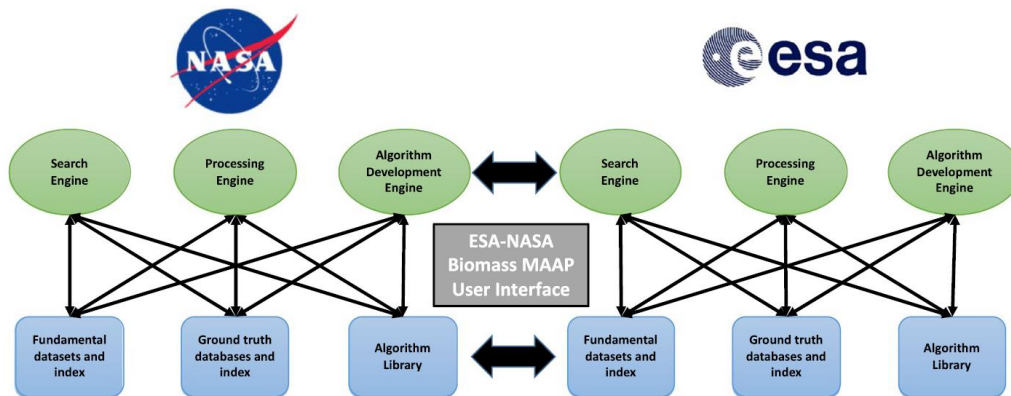 NASA
esa
Search
Engine
Processing
Engine
Algorithm
Development
Engine
Search
Engine
Processing
Engine
Algorithm
Development
Engine
ESA-NASA
Biomass MAAP
User Interface
Fundamental
datasets and
index
Ground truth
databases and
index
Algorithm
Library
Fundamental
datasets and
index
Ground truth
databases and
index
Algorithm
Library